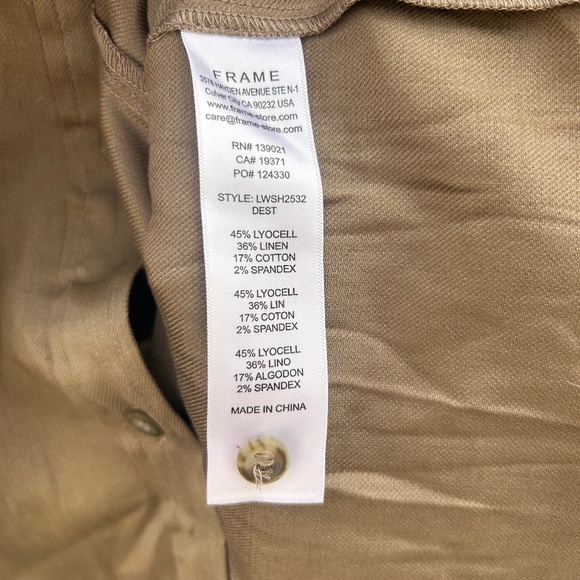 FRAME
3578 HAYDEN AVENUE STE N-1
Culver City CA 90232 USA
www.frame-store.com
care@frame-store.com
RN# 139021
CA# 19371
PO# 124330
STYLE: LWSH2532
DEST
45% LYOCELL
36% LINEN
17% COTTON
2% SPANDEX
45% LYOCELL
36% LIN
17% COTON
2% SPANDEX
45% LYOCELL
36% LINO
17% ALGODON
2% SPANDEX
MADE IN CHINA